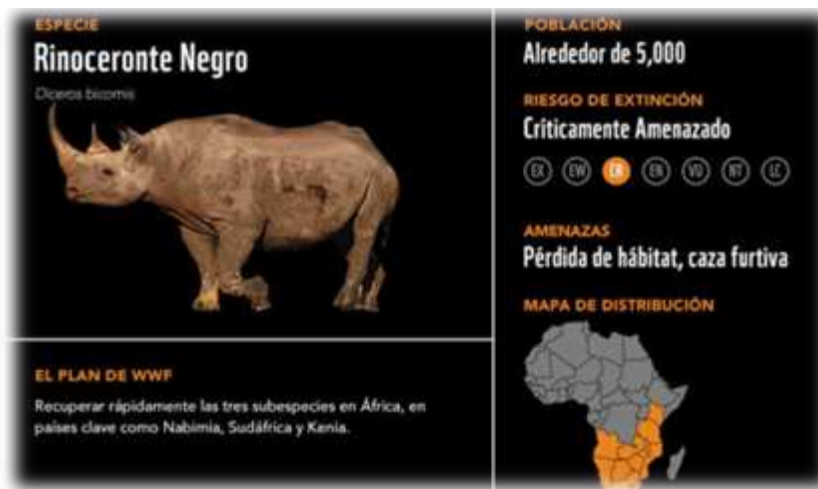 ESPECIE
Rinoceronte Negro
Diceros bicornis
EL PLAN DE WWF
Recuperar rápidamente las tres subespecies en África, en
países clave como Nabimia, Sudáfrica y Kenia.
POBLACIÓN
Alrededor de 5,000
RIESGO DE EXTINCIÓN
Críticamente Amenazado
EX EW CR EN VU NT LC
AMENAZAS
Pérdida de hábitat, caza furtiva
MAPA DE DISTRIBUCIÓN